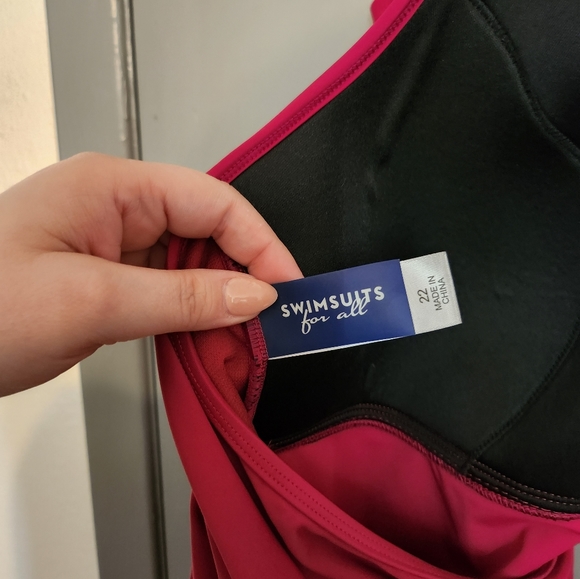 SWIMSUITS
for all
22
MADE IN
CHINA